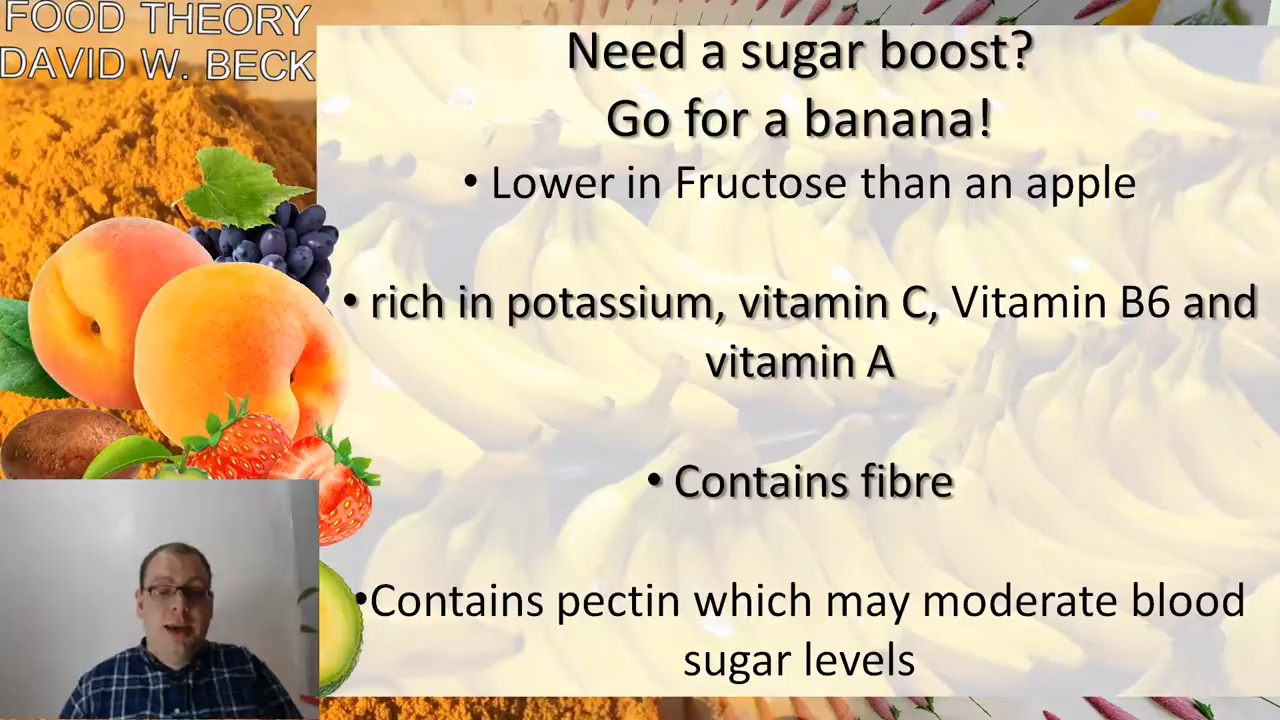 FOOD THEORY
DAVID W. BECK
Need a sugar boost?
Go for a banana!
• Lower in Fructose than an apple
• rich in potassium, vitamin C, Vitamin B6 and
vitamin A
• Contains fibre
•Contains pectin which may moderate blood
sugar levels